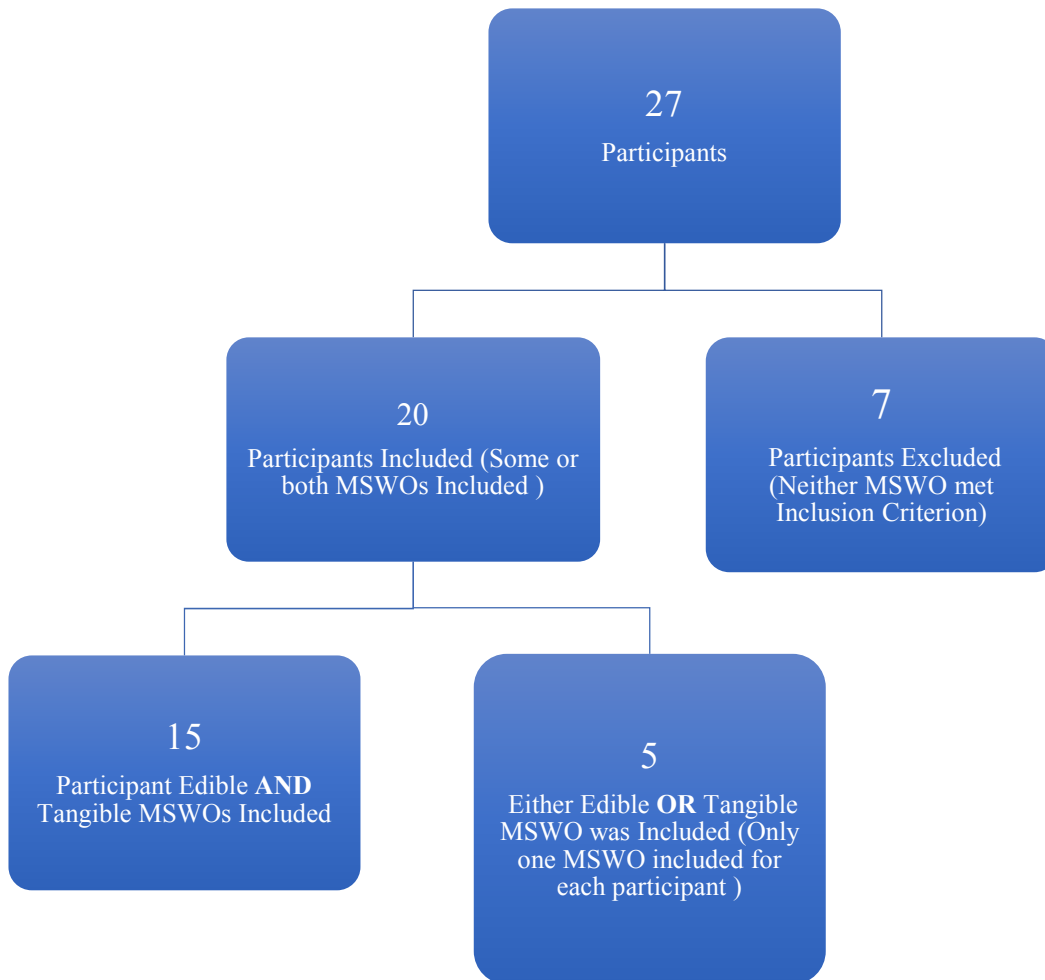 27
Participants
20
Participants Included (Some or
both MSWOs Included )
7
Participants Excluded
(Neither MSWO met
Inclusion Criterion)
15
Participant Edible AND
Tangible MSWOs Included
5
Either Edible OR Tangible
MSWO was Included (Only
one MSWO included for
each participant )